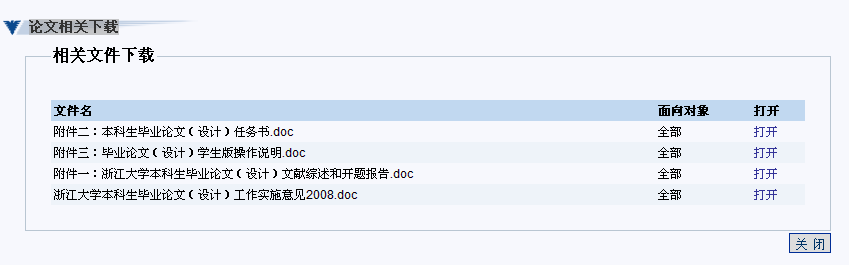 论文相关下载
相关文件下载
文件名 面向对象 打开
附件二：本科生毕业论文（设计）任务书.doc 全部 打开
附件三：毕业论文（设计）学生版操作说明.doc 全部 打开
附件一：浙江大学本科生毕业论文（设计）文献综述和开题报告.doc 全部 打开
浙江大学本科生毕业论文（设计）工作实施意见2008.doc 全部 打开
关 闭